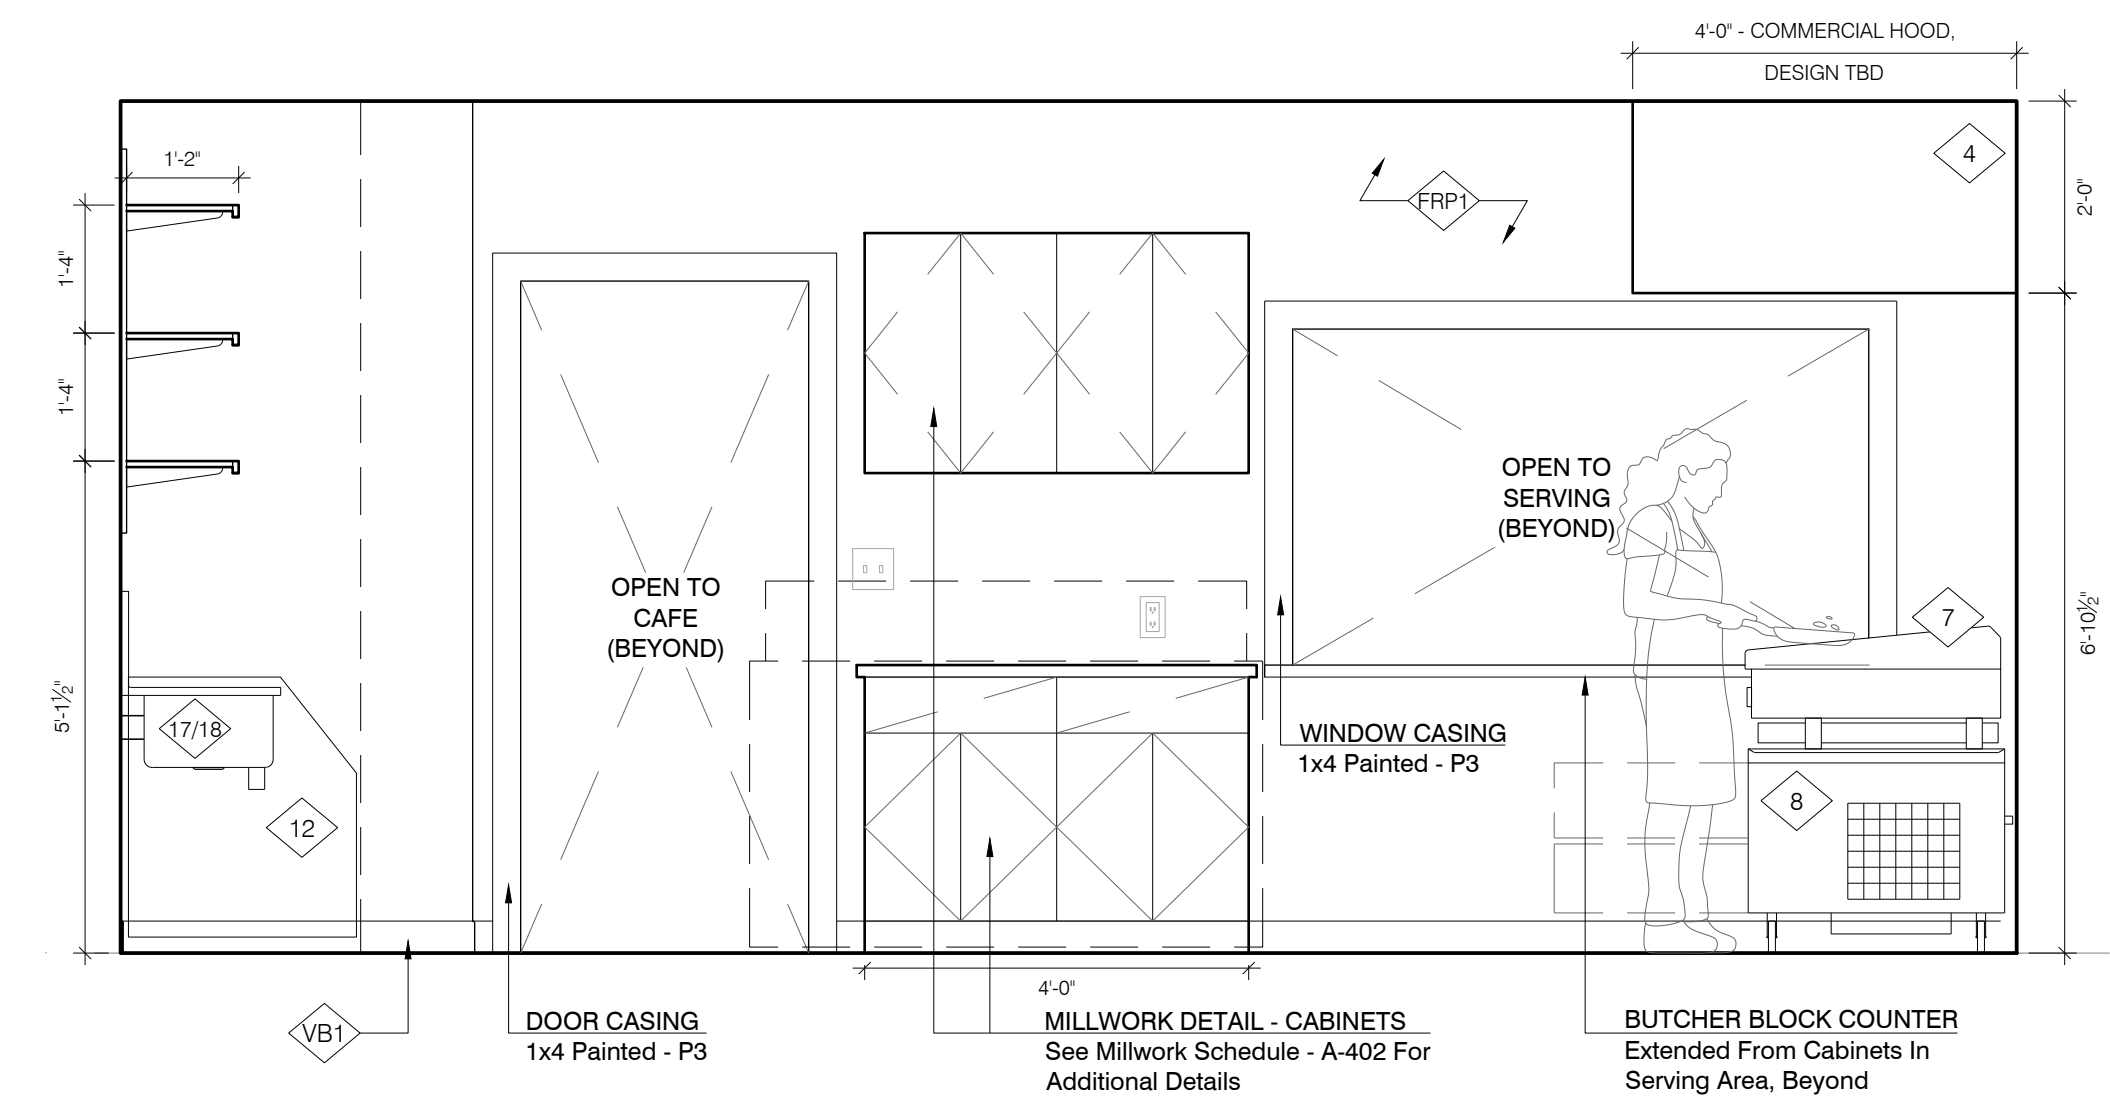 4'-0" - COMMERCIAL HOOD,
DESIGN TBD
4
1'-2"
FRP1
2'-0"
1'-4"
1'-4"
OPEN TO
SERVING
(BEYOND)
OPEN TO
CAFE
(BEYOND)
7
6'-10½"
5'-1½"
17/18
WINDOW CASING
1x4 Painted - P3
8
12
4'-0"
VB1
DOOR CASING
1x4 Painted - P3
MILLWORK DETAIL - CABINETS
See Millwork Schedule - A-402 For
Additional Details
BUTCHER BLOCK COUNTER
Extended From Cabinets In
Serving Area, Beyond